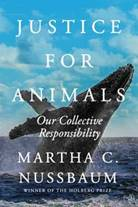 JUSTICE
FOR
ANIMALS
Our Collective
Responsibility
MARTHA C.
NUSSBAUM
WINNER OF THE HOLBERG PRIZE